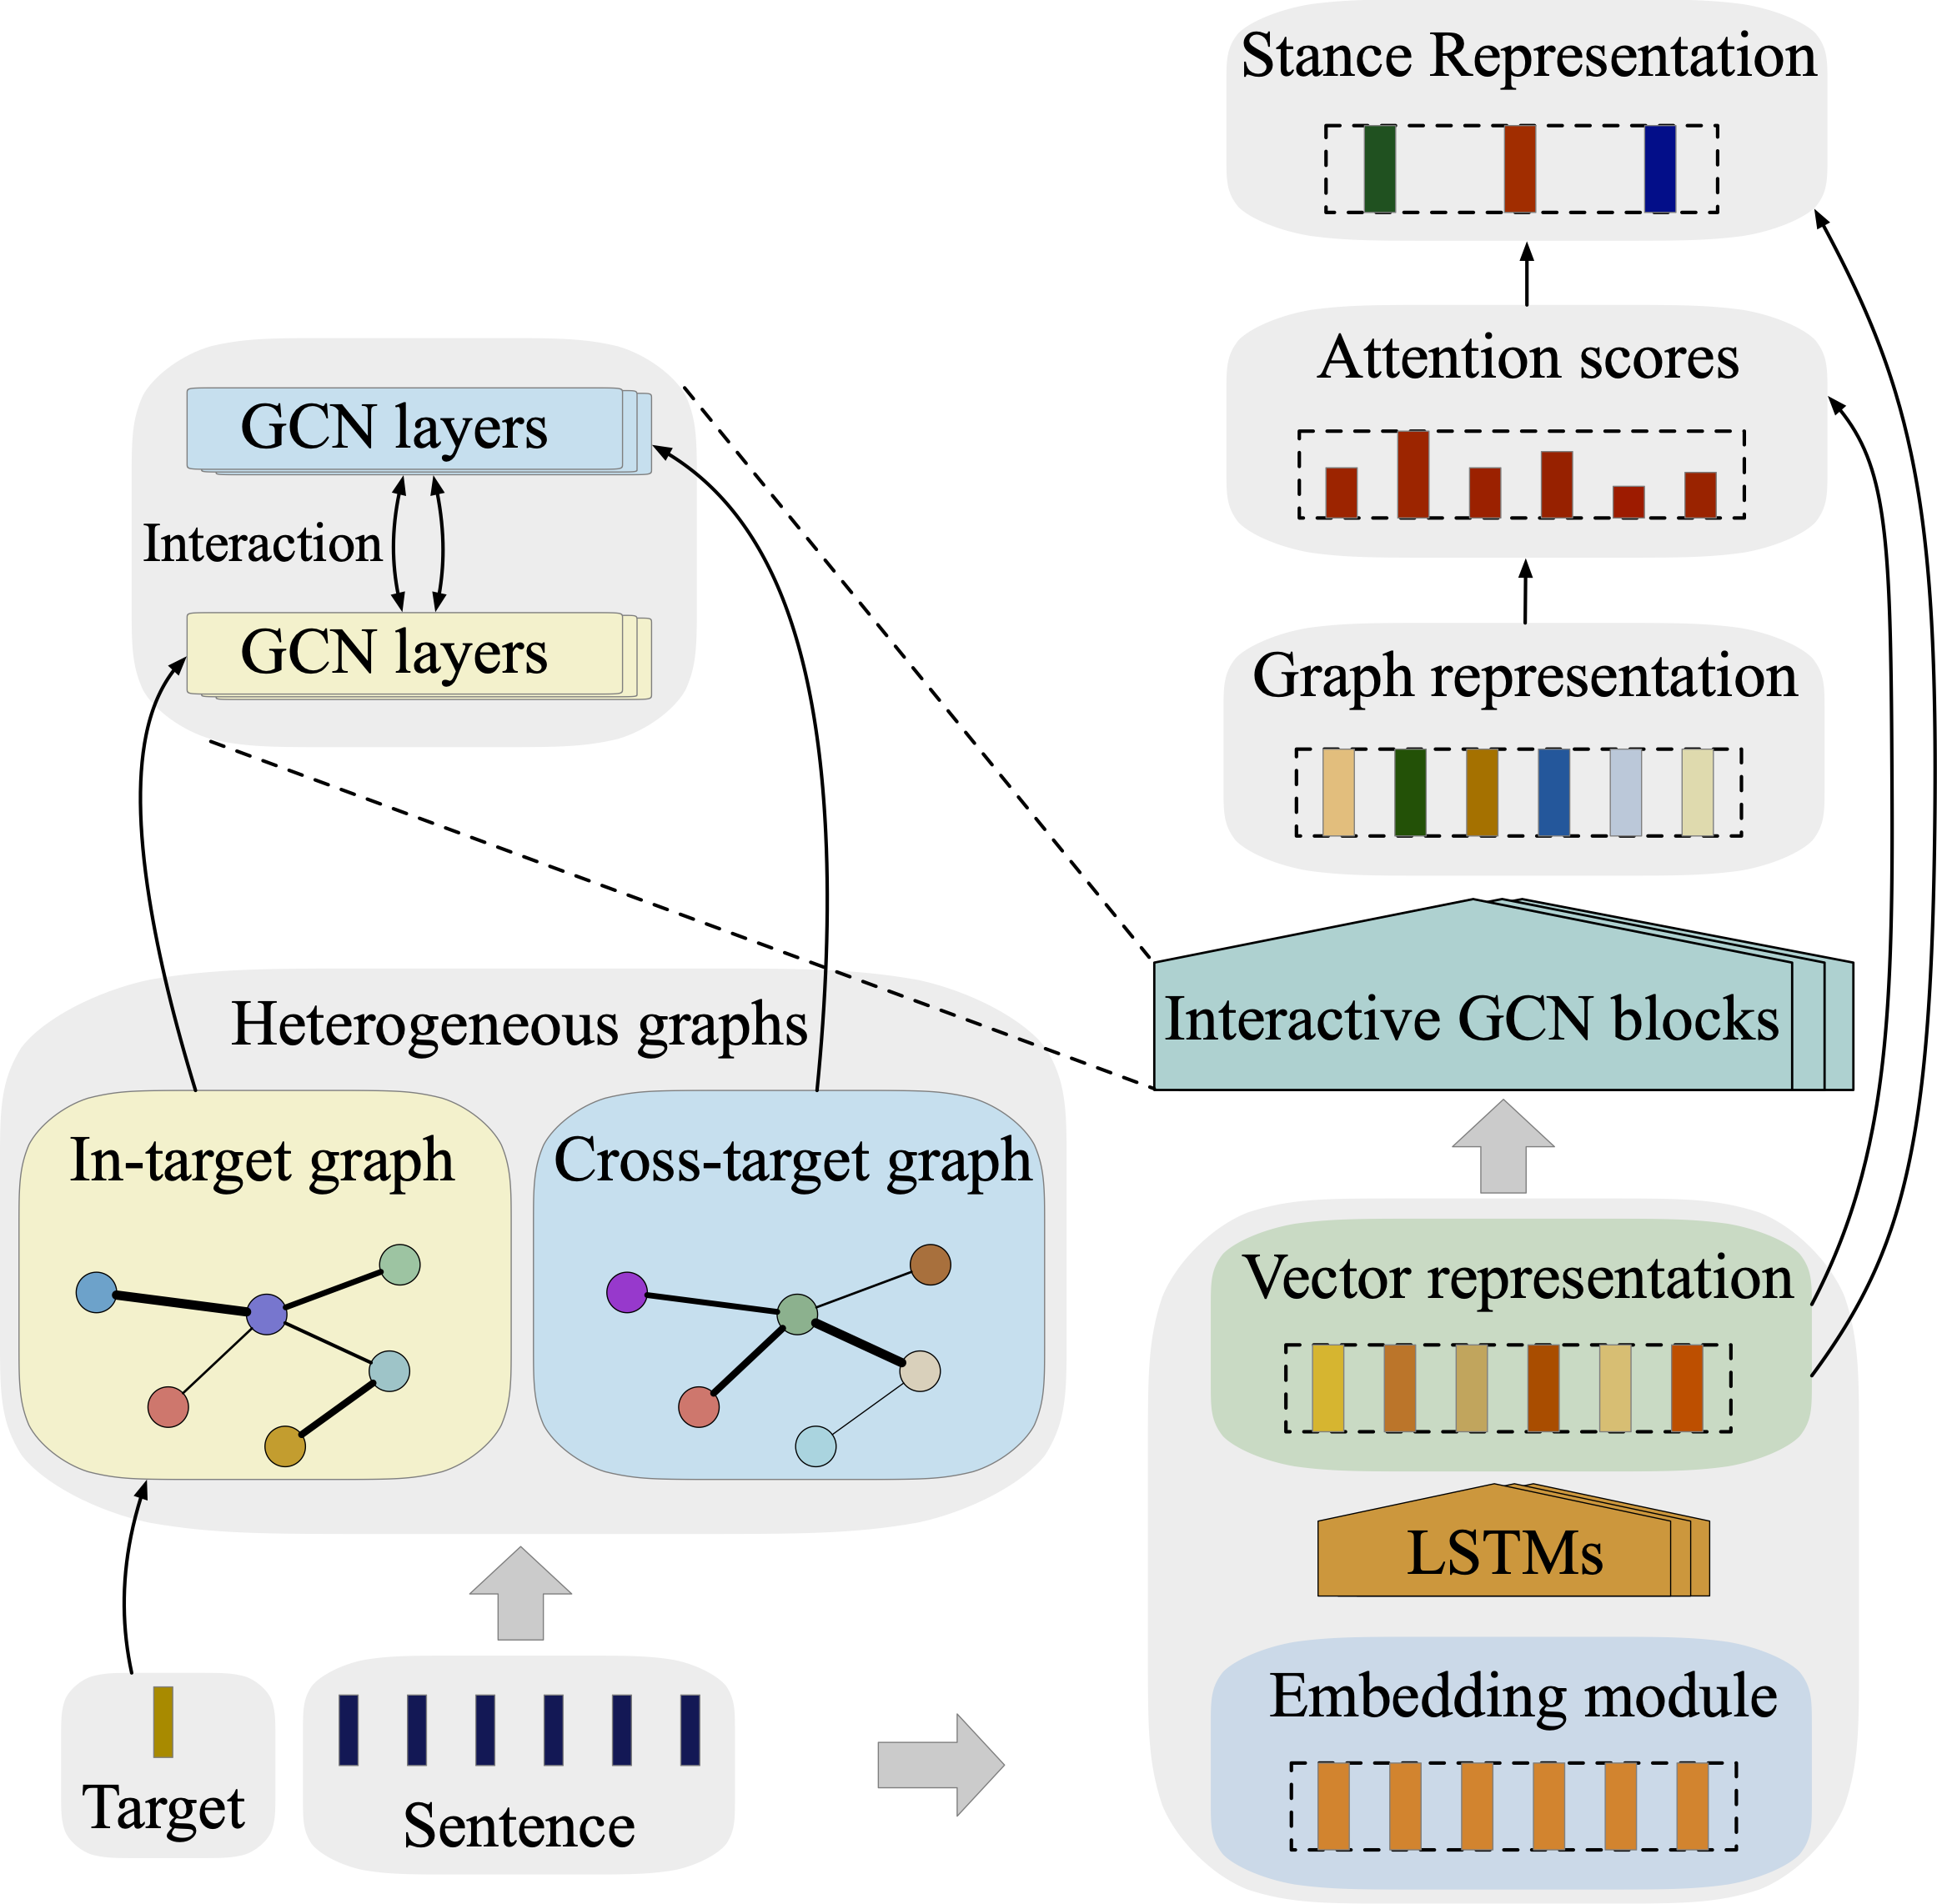 Stance Representation
Attention scores
GCN layers
Interaction
GCN layers
Graph representation
Heterogeneous graphs
Interactive GCN blocks
In-target graph
Cross-target graph
Vector representation
LSTMs
Embedding module
Target
Sentence